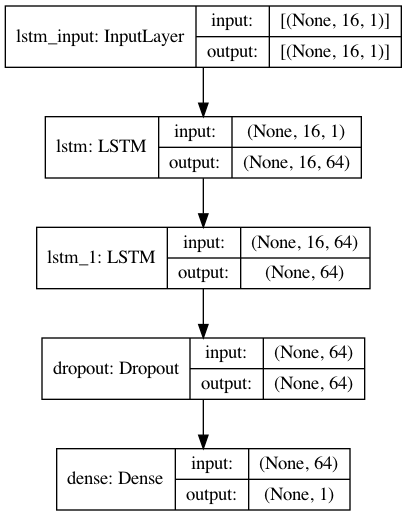 lstm_input: InputLayer
input: [(None, 16, 1)]
output: [(None, 16, 1)]
lstm: LSTM
input: (None, 16, 1)
output: (None, 16, 64)
lstm_1: LSTM
input: (None, 16, 64)
output: (None, 64)
dropout: Dropout
input: (None, 64)
output: (None, 64)
dense: Dense
input: (None, 64)
output: (None, 1)